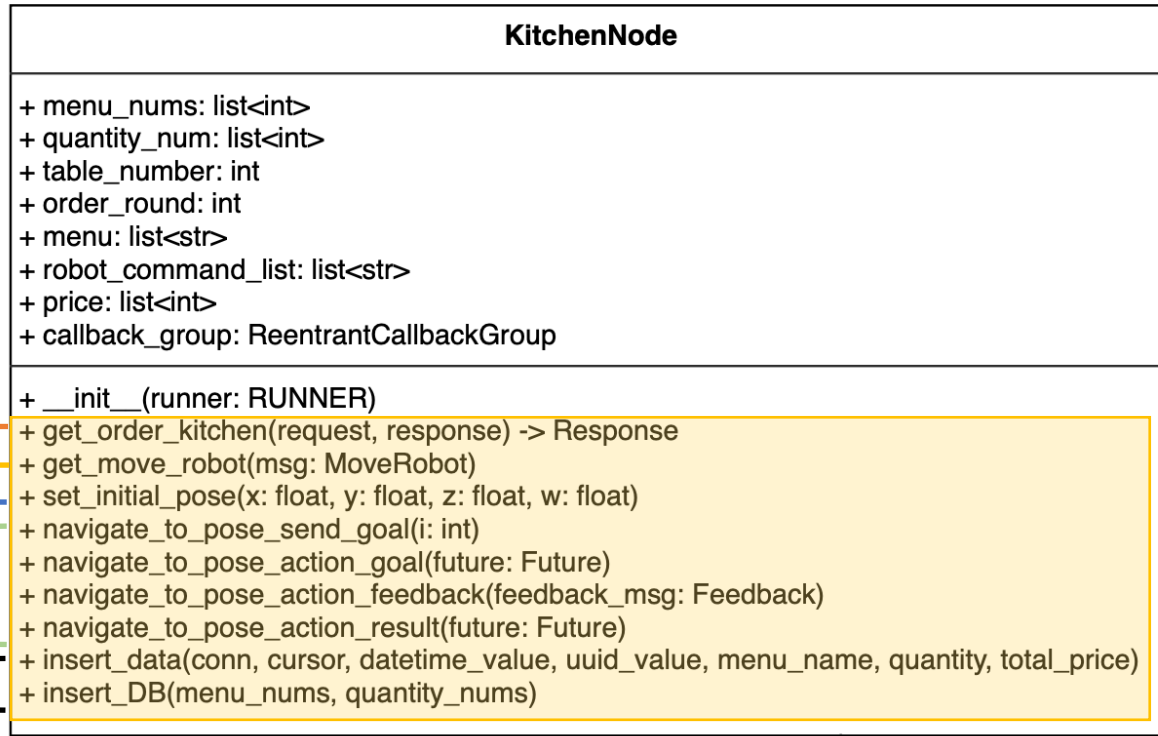 KitchenNode
+ menu_nums: list<int>
+ quantity_num: list<int>
+ table_number: int
+ order_round: int
+ menu: list<str>
+ robot_command_list: list<str>
+ price: list<int>
+ callback_group: ReentrantCallbackGroup
+ __init__(runner: RUNNER)
+ get_order_kitchen(request, response) -> Response
+ get_move_robot(msg: MoveRobot)
+ set_initial_pose(x: float, y: float, z: float, w: float)
+ navigate_to_pose_send_goal(i: int)
+ navigate_to_pose_action_goal(future: Future)
+ navigate_to_pose_action_feedback(feedback_msg: Feedback)
+ navigate_to_pose_action_result(future: Future)
+ insert_data(conn, cursor, datetime_value, uuid_value, menu_name, quantity, total_price)
+ insert_DB(menu_nums, quantity_nums)